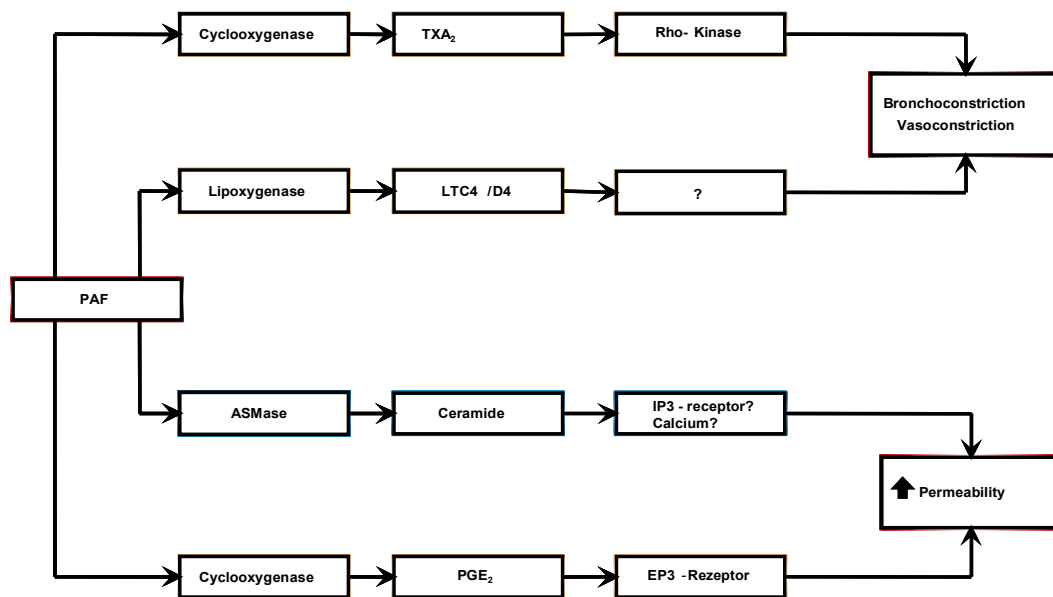 Cyclooxygenase
TXA₂
Rho- Kinase
Bronchoconstriction
Vasoconstriction
Lipoxygenase
LTC4 /D4
?
PAF
ASMase
Ceramide
IP3 - receptor?
Calcium?
Permeability
Cyclooxygenase
PGE₂
EP3 -Rezeptor